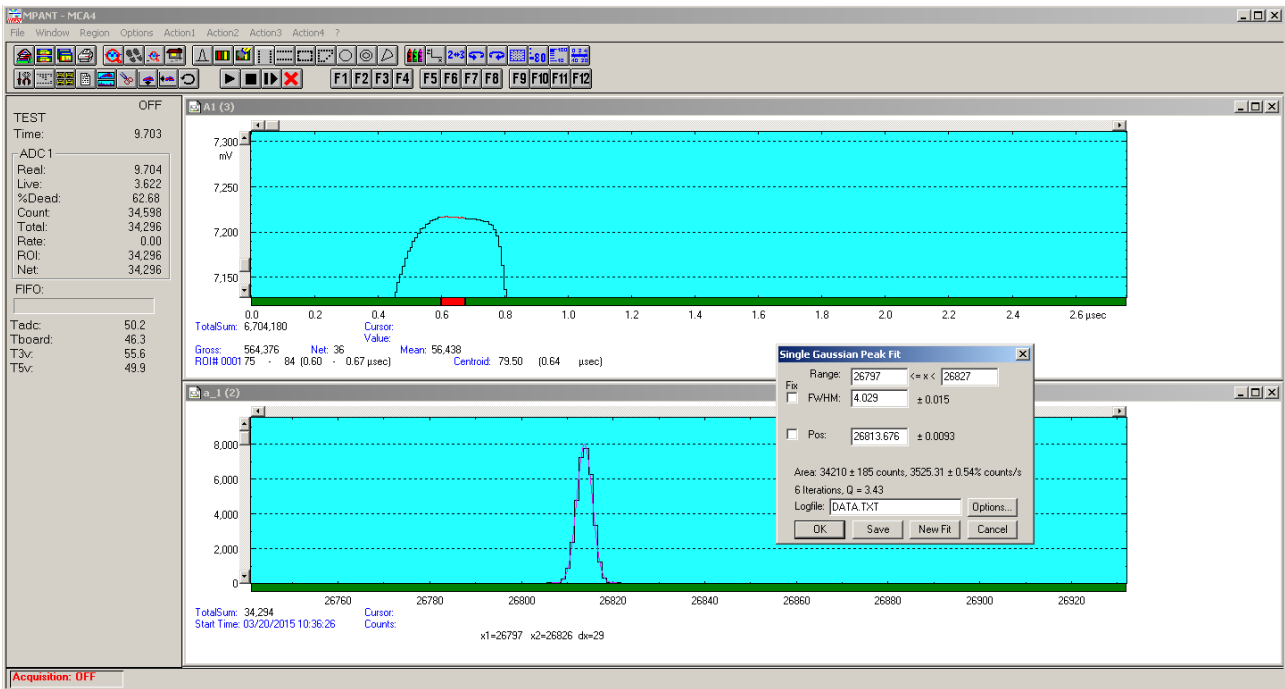 MPANT - MCA4
File Window Region Options Action1 Action2 Action3 Action4 ?
F1 F2 F3 F4 F5 F6 F7 F8 F9 F10 F11 F12
OFF
TEST
Time: 9.703
ADC1
Real: 9.704
Live: 3.622
%Dead: 62.68
Count: 34,598
Total: 34,296
Rate: 0.00
ROI: 34,296
Net: 34,296
FIFO:
Tadc: 50.2
Tboard: 46.3
T3v: 55.6
T5v: 49.9
A1 (3)
7,300
mV
7,250
7,200
7,150
0.0 0.2 0.4 0.6 0.8 1.0 1.2 1.4 1.6 1.8 2.0 2.2 2.4 2.6 µsec
TotalSum: 6,704,180 Cursor:
Value:
Gross: 564,376 Net: 36 Mean: 56,438
ROI# 0001 75 - 84 (0.60 - 0.67 µsec) Centroid: 79.50 (0.64 µsec)
a_1 (2)
8,000
6,000
4,000
2,000
0
26760 26780 26800 26820 26840 26860 26880 26900 26920
TotalSum: 34,294 Cursor:
Start Time: 03/20/2015 10:36:26 Counts:
x1=26797 x2=26826 dx=29
Single Gaussian Peak Fit
Range: 26797 <= x < 26827
Fix
FWHM: 4.029 ± 0.015
Pos: 26813.676 ± 0.0093
Area: 34210 ± 185 counts, 3525.31 ± 0.54% counts/s
6 Iterations, Q = 3.43
Logfile: DATA.TXT Options...
OK Save New Fit Cancel
Acquisition: OFF